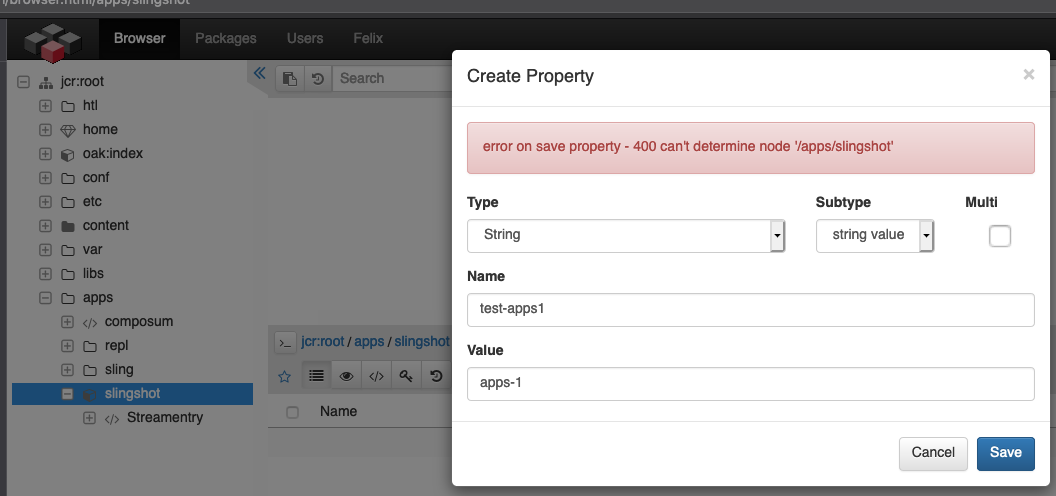 /browser.html/apps/slingshot
Browser Packages Users Felix
jcr:root
htl
home
oak:index
conf
etc
content
var
libs
apps
composum
repl
sling
slingshot
Streamentry
Search
jcr:root / apps / slingshot
Name
Create Property
×
error on save property - 400 can't determine node '/apps/slingshot'
Type Subtype Multi
String string value
Name
test-apps1
Value
apps-1
Cancel Save